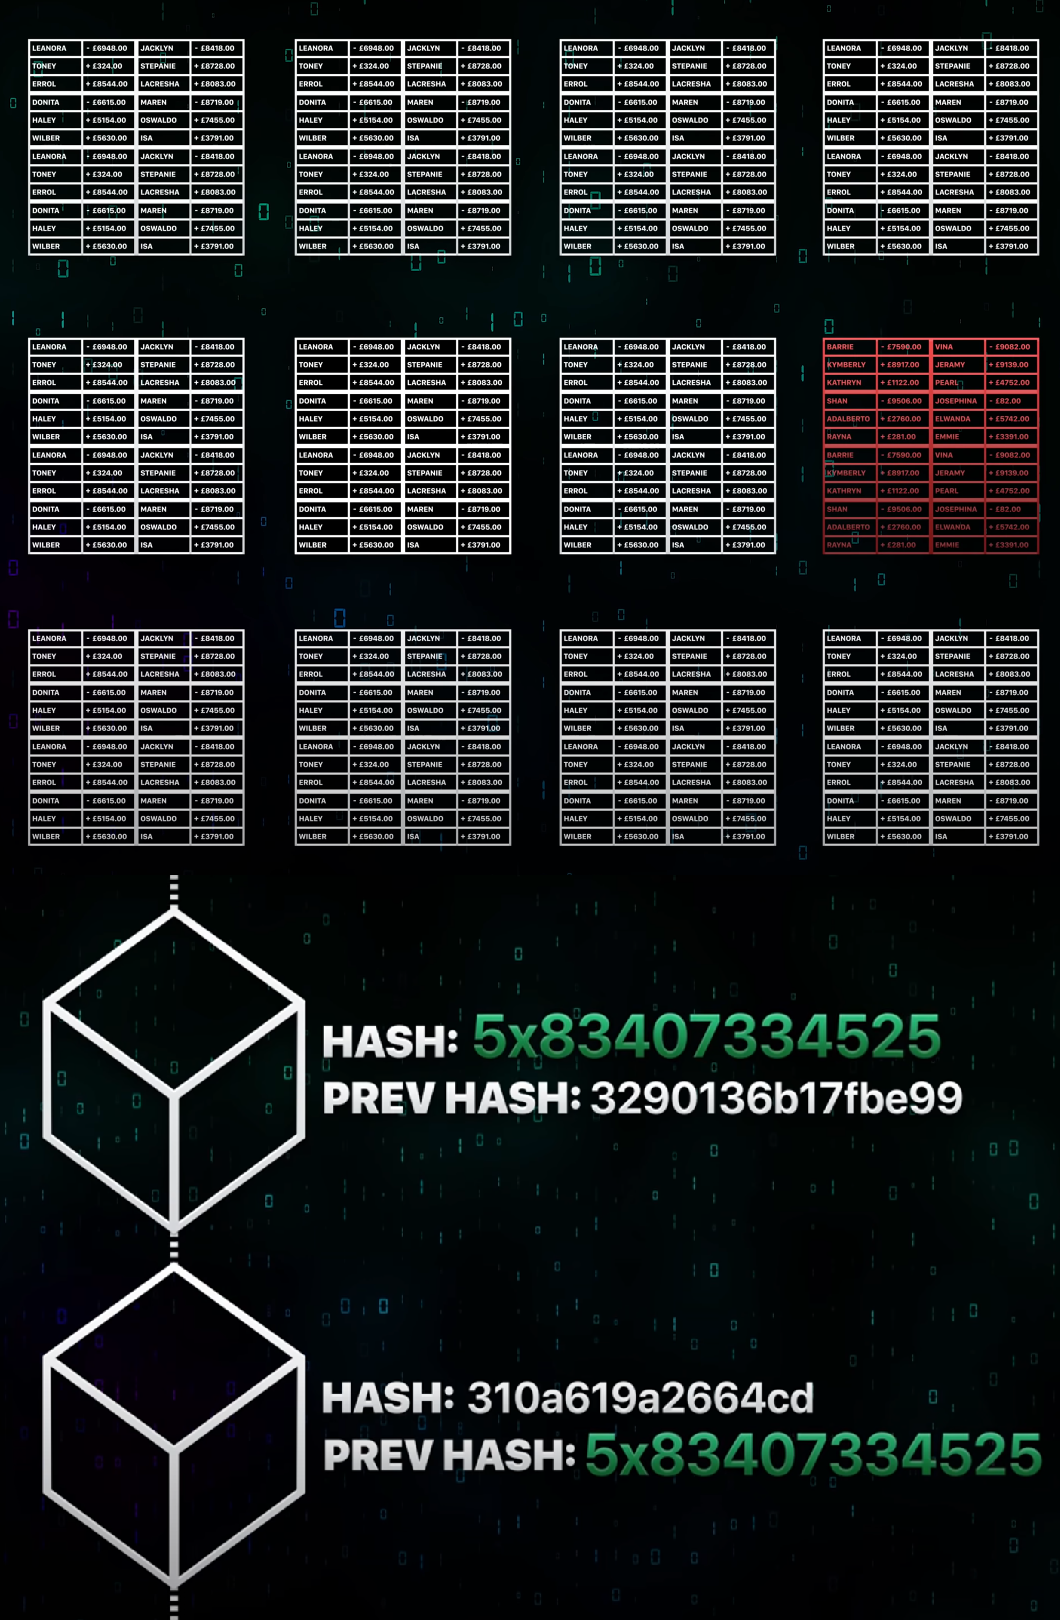 LEANORA - £6948.00 JACKLYN - £8418.00
TONEY + £324.00 STEPANIE + £8728.00
ERROL + £8544.00 LACRESHA + £8083.00
DONITA - £6615.00 MAREN - £8719.00
HALEY + £5154.00 OSWALDO + £7455.00
WILBER + £5630.00 ISA + £3791.00
LEANORA - £6948.00 JACKLYN - £8418.00
TONEY + £324.00 STEPANIE + £8728.00
ERROL + £8544.00 LACRESHA + £8083.00
DONITA - £6615.00 MAREN - £8719.00
HALEY + £5154.00 OSWALDO + £7455.00
WILBER + £5630.00 ISA + £3791.00
LEANORA - £6948.00 JACKLYN - £8418.00
TONEY + £324.00 STEPANIE + £8728.00
ERROL + £8544.00 LACRESHA + £8083.00
DONITA - £6615.00 MAREN - £8719.00
HALEY + £5154.00 OSWALDO + £7455.00
WILBER + £5630.00 ISA + £3791.00
LEANORA - £6948.00 JACKLYN - £8418.00
TONEY + £324.00 STEPANIE + £8728.00
ERROL + £8544.00 LACRESHA + £8083.00
DONITA - £6615.00 MAREN - £8719.00
HALEY + £5154.00 OSWALDO + £7455.00
WILBER + £5630.00 ISA + £3791.00
LEANORA - £6948.00 JACKLYN - £8418.00
TONEY + £324.00 STEPANIE + £8728.00
ERROL + £8544.00 LACRESHA + £8083.00
DONITA - £6615.00 MAREN - £8719.00
HALEY + £5154.00 OSWALDO + £7455.00
WILBER + £5630.00 ISA + £3791.00
LEANORA - £6948.00 JACKLYN - £8418.00
TONEY + £324.00 STEPANIE + £8728.00
ERROL + £8544.00 LACRESHA + £8083.00
DONITA - £6615.00 MAREN - £8719.00
HALEY + £5154.00 OSWALDO + £7455.00
WILBER + £5630.00 ISA + £3791.00
LEANORA - £6948.00 JACKLYN - £8418.00
TONEY + £324.00 STEPANIE + £8728.00
ERROL + £8544.00 LACRESHA + £8083.00
DONITA - £6615.00 MAREN - £8719.00
HALEY + £5154.00 OSWALDO + £7455.00
WILBER + £5630.00 ISA + £3791.00
LEANORA - £6948.00 JACKLYN - £8418.00
TONEY + £324.00 STEPANIE + £8728.00
ERROL + £8544.00 LACRESHA + £8083.00
DONITA - £6615.00 MAREN - £8719.00
HALEY + £5154.00 OSWALDO + £7455.00
WILBER + £5630.00 ISA + £3791.00
LEANORA - £6948.00 JACKLYN - £8418.00
TONEY + £324.00 STEPANIE + £8728.00
ERROL + £8544.00 LACRESHA + £8083.00
DONITA - £6615.00 MAREN - £8719.00
HALEY + £5154.00 OSWALDO + £7455.00
WILBER + £5630.00 ISA + £3791.00
LEANORA - £6948.00 JACKLYN - £8418.00
TONEY + £324.00 STEPANIE + £8728.00
ERROL + £8544.00 LACRESHA + £8083.00
DONITA - £6615.00 MAREN - £8719.00
HALEY + £5154.00 OSWALDO + £7455.00
WILBER + £5630.00 ISA + £3791.00
LEANORA - £6948.00 JACKLYN - £8418.00
TONEY + £324.00 STEPANIE + £8728.00
ERROL + £8544.00 LACRESHA + £8083.00
DONITA - £6615.00 MAREN - £8719.00
HALEY + £5154.00 OSWALDO + £7455.00
WILBER + £5630.00 ISA + £3791.00
LEANORA - £6948.00 JACKLYN - £8418.00
TONEY + £324.00 STEPANIE + £8728.00
ERROL + £8544.00 LACRESHA + £8083.00
DONITA - £6615.00 MAREN - £8719.00
HALEY + £5154.00 OSWALDO + £7455.00
WILBER + £5630.00 ISA + £3791.00
LEANORA - £6948.00 JACKLYN - £8418.00
TONEY + £324.00 STEPANIE + £8728.00
ERROL + £8544.00 LACRESHA + £8083.00
DONITA - £6615.00 MAREN - £8719.00
HALEY + £5154.00 OSWALDO + £7455.00
WILBER + £5630.00 ISA + £3791.00
LEANORA - £6948.00 JACKLYN - £8418.00
TONEY + £324.00 STEPANIE + £8728.00
ERROL + £8544.00 LACRESHA + £8083.00
DONITA - £6615.00 MAREN - £8719.00
HALEY + £5154.00 OSWALDO + £7455.00
WILBER + £5630.00 ISA + £3791.00
BARRIE - £7590.00 VINA - £9082.00
KYMBERLY + £8917.00 JERAMY + £9139.00
KATHRYN + £1122.00 PEARL + £4752.00
SHAN - £9506.00 JOSEPHINA - £82.00
ADALBERTO + £2760.00 ELWANDA + £5742.00
RAYNA + £281.00 EMMIE + £3391.00
BARRIE - £7590.00 VINA - £9082.00
KYMBERLY + £8917.00 JERAMY + £9139.00
KATHRYN + £1122.00 PEARL + £4752.00
SHAN - £9506.00 JOSEPHINA - £82.00
ADALBERTO + £2760.00 ELWANDA + £5742.00
RAYNA + £281.00 EMMIE + £3391.00
LEANORA - £6948.00 JACKLYN - £8418.00
TONEY + £324.00 STEPANIE + £8728.00
ERROL + £8544.00 LACRESHA + £8083.00
DONITA - £6615.00 MAREN - £8719.00
HALEY + £5154.00 OSWALDO + £7455.00
WILBER + £5630.00 ISA + £3791.00
LEANORA - £6948.00 JACKLYN - £8418.00
TONEY + £324.00 STEPANIE + £8728.00
ERROL + £8544.00 LACRESHA + £8083.00
DONITA - £6615.00 MAREN - £8719.00
HALEY + £5154.00 OSWALDO + £7455.00
WILBER + £5630.00 ISA + £3791.00
LEANORA - £6948.00 JACKLYN - £8418.00
TONEY + £324.00 STEPANIE + £8728.00
ERROL + £8544.00 LACRESHA + £8083.00
DONITA - £6615.00 MAREN - £8719.00
HALEY + £5154.00 OSWALDO + £7455.00
WILBER + £5630.00 ISA + £3791.00
LEANORA - £6948.00 JACKLYN - £8418.00
TONEY + £324.00 STEPANIE + £8728.00
ERROL + £8544.00 LACRESHA + £8083.00
DONITA - £6615.00 MAREN - £8719.00
HALEY + £5154.00 OSWALDO + £7455.00
WILBER + £5630.00 ISA + £3791.00
LEANORA - £6948.00 JACKLYN - £8418.00
TONEY + £324.00 STEPANIE + £8728.00
ERROL + £8544.00 LACRESHA + £8083.00
DONITA - £6615.00 MAREN - £8719.00
HALEY + £5154.00 OSWALDO + £7455.00
WILBER + £5630.00 ISA + £3791.00
LEANORA - £6948.00 JACKLYN - £8418.00
TONEY + £324.00 STEPANIE + £8728.00
ERROL + £8544.00 LACRESHA + £8083.00
DONITA - £6615.00 MAREN - £8719.00
HALEY + £5154.00 OSWALDO + £7455.00
WILBER + £5630.00 ISA + £3791.00
LEANORA - £6948.00 JACKLYN - £8418.00
TONEY + £324.00 STEPANIE + £8728.00
ERROL + £8544.00 LACRESHA + £8083.00
DONITA - £6615.00 MAREN - £8719.00
HALEY + £5154.00 OSWALDO + £7455.00
WILBER + £5630.00 ISA + £3791.00
LEANORA - £6948.00 JACKLYN - £8418.00
TONEY + £324.00 STEPANIE + £8728.00
ERROL + £8544.00 LACRESHA + £8083.00
DONITA - £6615.00 MAREN - £8719.00
HALEY + £5154.00 OSWALDO + £7455.00
WILBER + £5630.00 ISA + £3791.00
HASH: 5x83407334525
PREV HASH: 3290136b17fbe99
HASH: 310a619a2664cd
PREV HASH: 5x83407334525